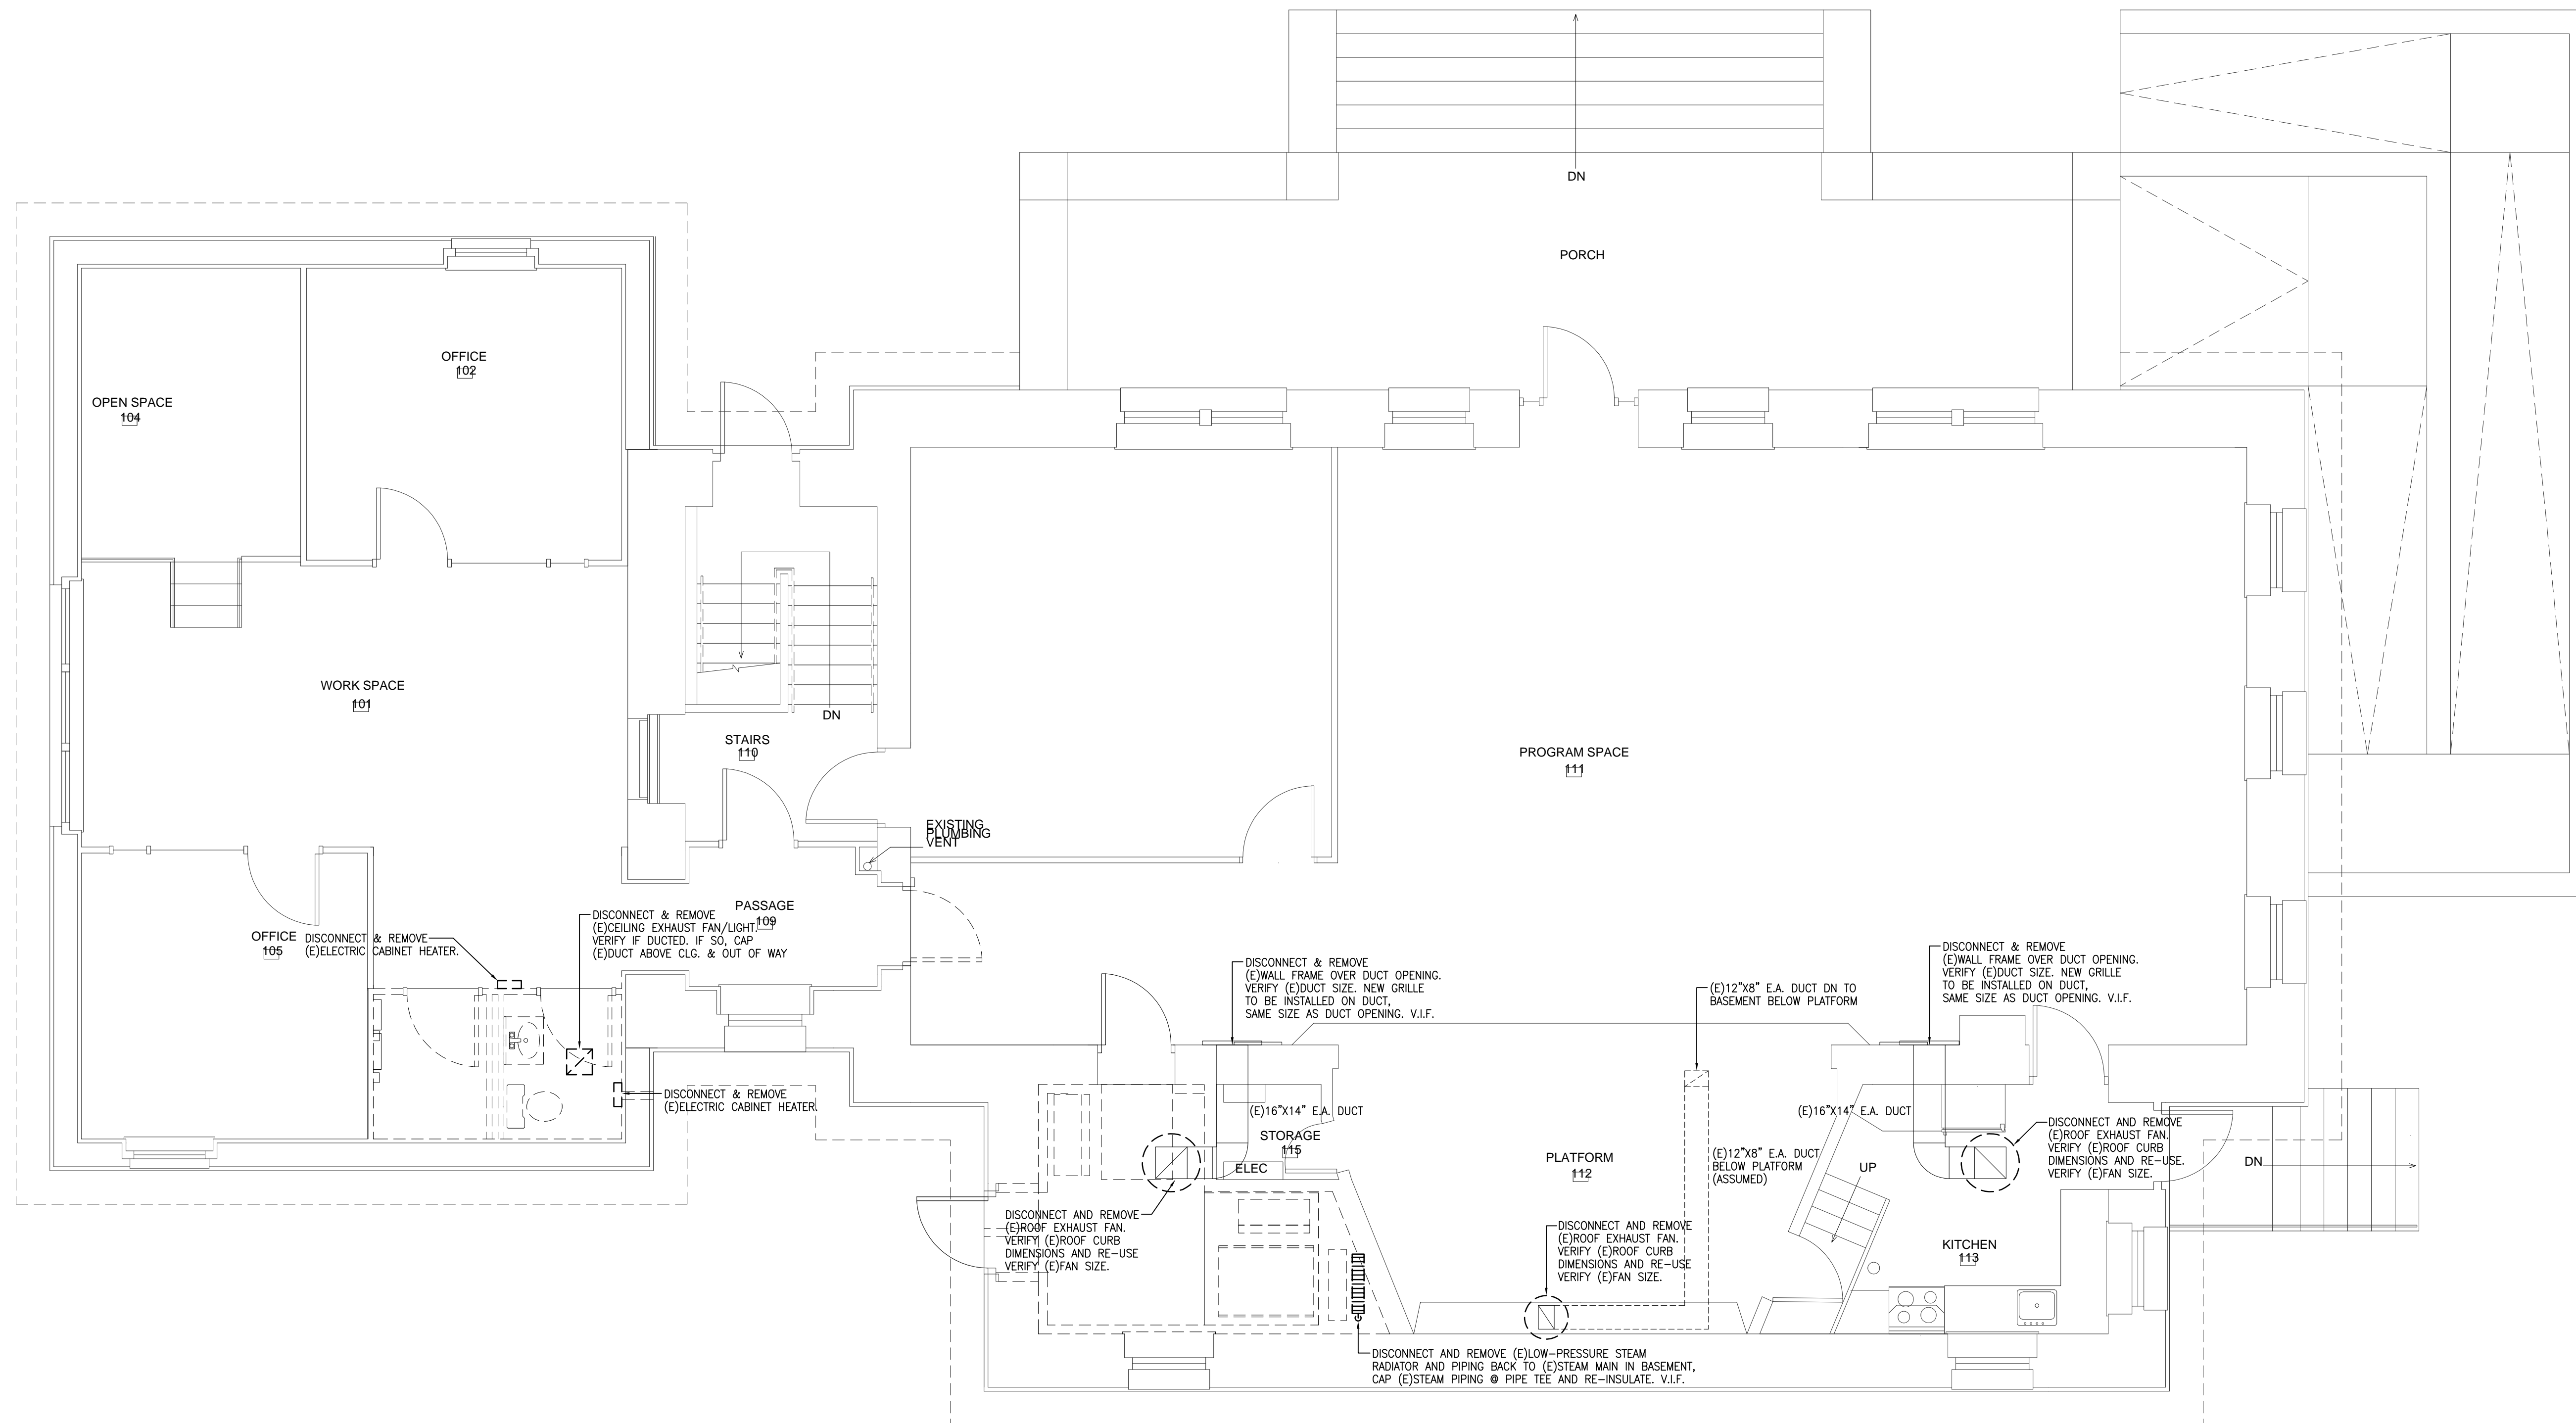 DN
PORCH
OFFICE
102
OPEN SPACE
104
WORK SPACE
101
DN
STAIRS
110
PROGRAM SPACE
111
EXISTING
PLUMBING
VENT
PASSAGE
109
DISCONNECT & REMOVE
(E)CEILING EXHAUST FAN/LIGHT.
VERIFY IF DUCTED. IF SO, CAP
(E)DUCT ABOVE CLG. & OUT OF WAY
OFFICE
105
DISCONNECT & REMOVE
(E)ELECTRIC CABINET HEATER.
DISCONNECT & REMOVE
(E)WALL FRAME OVER DUCT OPENING.
VERIFY (E)DUCT SIZE. NEW GRILLE
TO BE INSTALLED ON DUCT,
SAME SIZE AS DUCT OPENING. V.I.F.
(E)12"X8" E.A. DUCT DN TO
BASEMENT BELOW PLATFORM
DISCONNECT & REMOVE
(E)WALL FRAME OVER DUCT OPENING.
VERIFY (E)DUCT SIZE. NEW GRILLE
TO BE INSTALLED ON DUCT,
SAME SIZE AS DUCT OPENING. V.I.F.
DISCONNECT & REMOVE
(E)ELECTRIC CABINET HEATER.
(E)16"X14" E.A. DUCT
STORAGE
115
ELEC
PLATFORM
112
(E)12"X8" E.A. DUCT
BELOW PLATFORM
(ASSUMED)
(E)16"X14" E.A. DUCT
UP
DISCONNECT AND REMOVE
(E)ROOF EXHAUST FAN.
VERIFY (E)ROOF CURB
DIMENSIONS AND RE-USE.
VERIFY (E)FAN SIZE.
DN
DISCONNECT AND REMOVE
(E)ROOF EXHAUST FAN.
VERIFY (E)ROOF CURB
DIMENSIONS AND RE-USE
VERIFY (E)FAN SIZE.
DISCONNECT AND REMOVE
(E)ROOF EXHAUST FAN.
VERIFY (E)ROOF CURB
DIMENSIONS AND RE-USE
VERIFY (E)FAN SIZE.
KITCHEN
113
DISCONNECT AND REMOVE (E)LOW-PRESSURE STEAM
RADIATOR AND PIPING BACK TO (E)STEAM MAIN IN BASEMENT,
CAP (E)STEAM PIPING @ PIPE TEE AND RE-INSULATE. V.I.F.